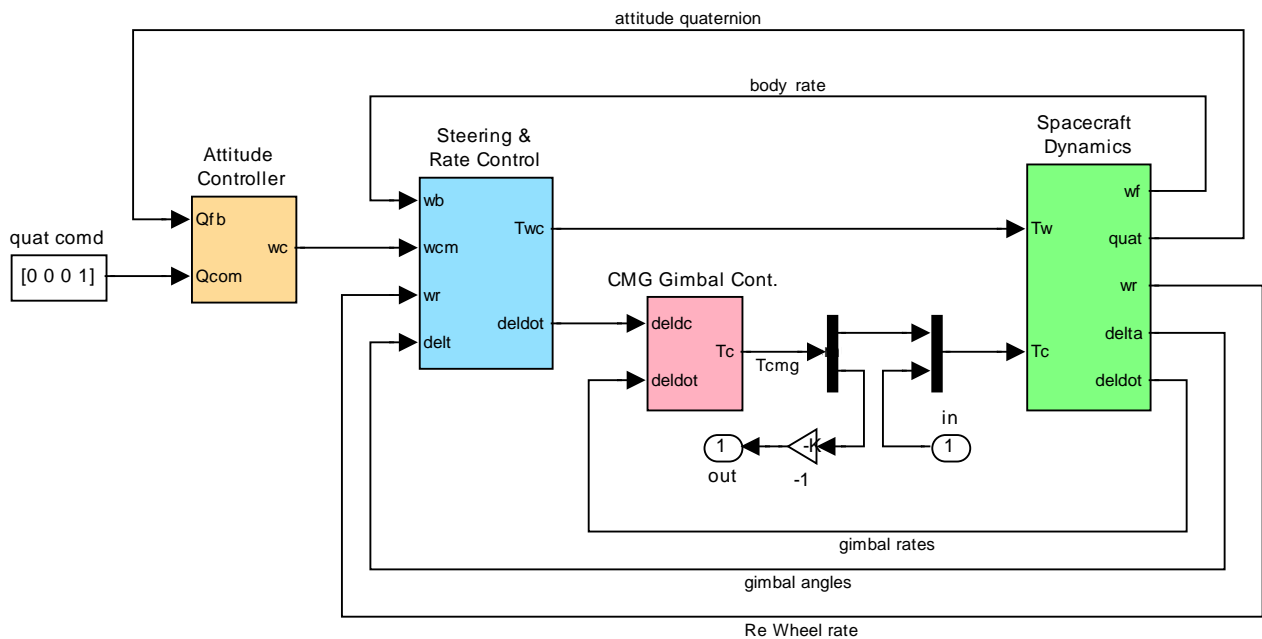 attitude quaternion
body rate
Steering &
Rate Control
Spacecraft
Dynamics
Attitude
Controller
quat comd
[0 0 0 1]
Qfb
Qcom
wc
wb
wcm
wr
delt
Twc
deldot
CMG Gimbal Cont.
deldc
deldot
Tc
Tcmg
Tw
Tc
wf
quat
wr
delta
deldot
in
1
1
out
-K
-1
gimbal rates
gimbal angles
Re Wheel rate